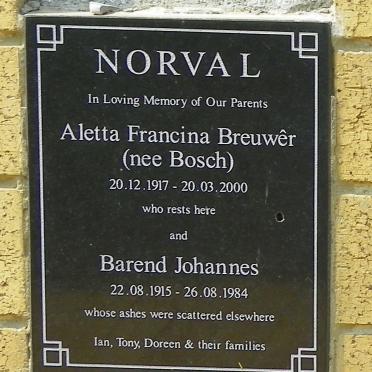 NORVAL
In Loving Memory of Our Parents
Aletta Francina Breuwêr
(nee Bosch)
20.12.1917 - 20.03.2000
who rests here
and
Barend Johannes
22.08.1915 - 26.08.1984
whose ashes were scattered elsewhere
Ian, Tony, Doreen & their families